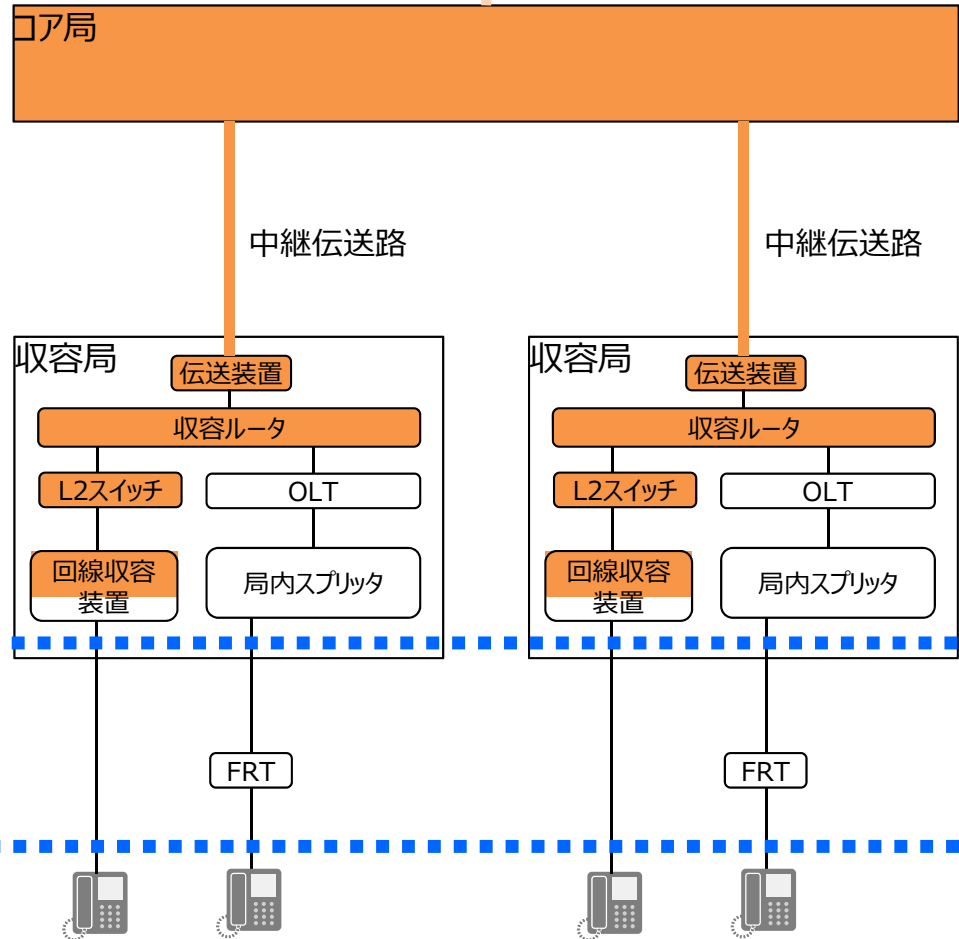 コア局
中継伝送路
中継伝送路
収容局
収容局
伝送装置
伝送装置
収容ルータ
収容ルータ
L2スイッチ
OLT
L2スイッチ
OLT
回線収容
装置
局内スプリッタ
回線収容
装置
局内スプリッタ
FRT
FRT